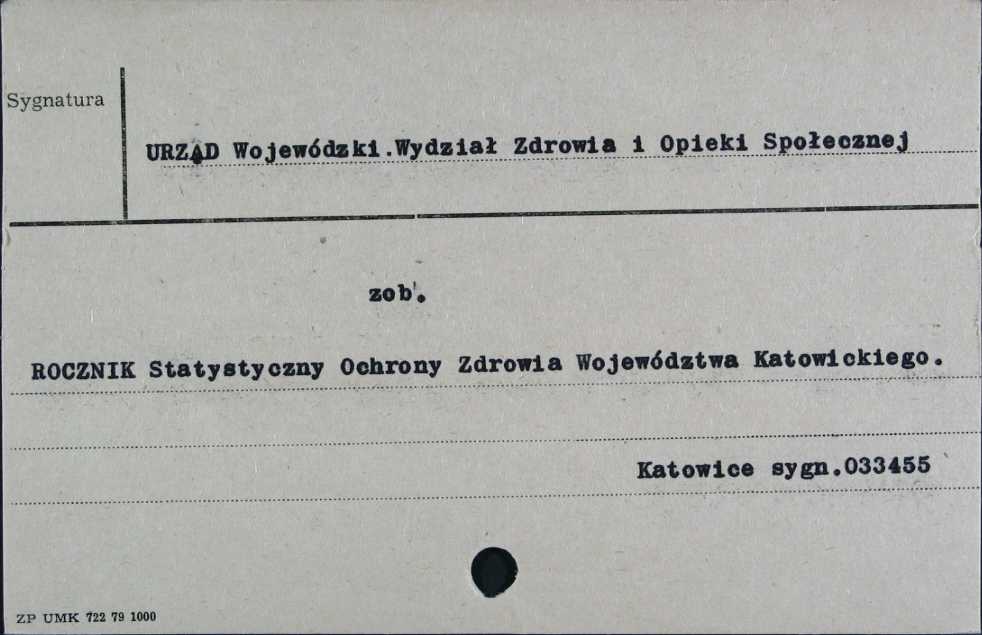 Sygnatura
URZĄD Wojewódzki.Wydział Zdrowia i Opieki Społecznej
zob.
ROCZNIK Statystyczny Ochrony Zdrowia Województwa Katowickiego.
Katowice sygn.033455
ZP UMK 722 79 1000